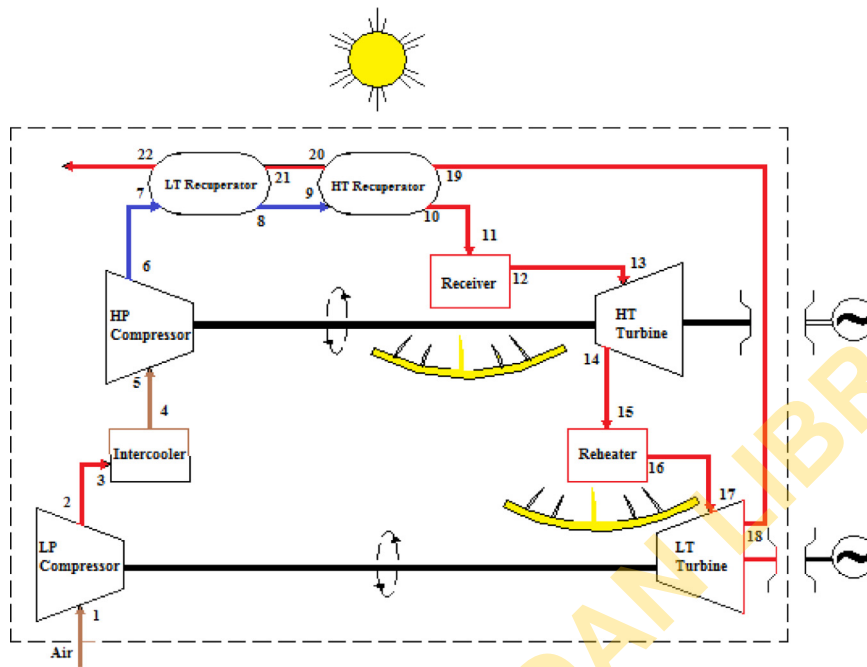 22
20
21
19
LT Recuperator
HT Recuperator
7
9
8
10
11
6
Receiver
12
13
HP
Compressor
HT
Turbine
14
5
4
15
Intercooler
Reheater
3
16
2
17
18
LP
Compressor
LT
Turbine
1
Air
DAN LIBR